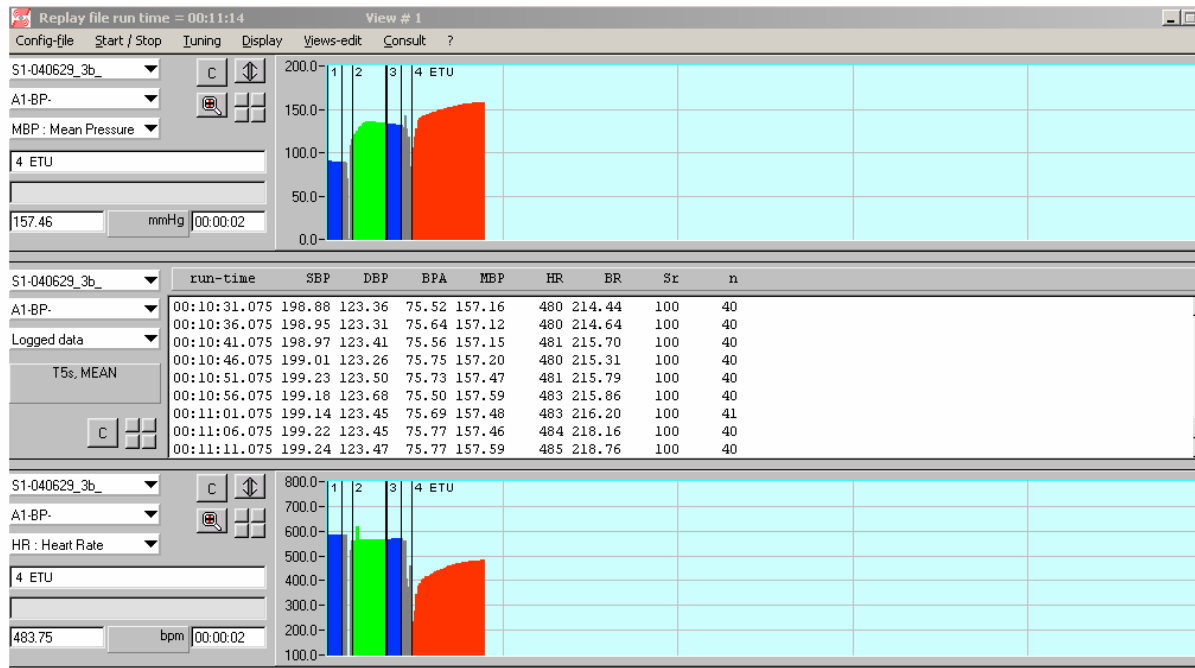 Replay file run time = 00:11:14 View # 1
Config-file Start / Stop Tuning Display Views-edit Consult ?
S1-040629_3b_ C
A1-BP-
MBP : Mean Pressure
4 ETU
157.46 mmHg 00:00:02
200.0-
150.0-
100.0-
50.0-
0.0-
1 2 3 4 ETU
S1-040629_3b_
A1-BP-
Logged data
T5s, MEAN
C
run-time SBP DBP BPA MBP HR BR Sr n
00:10:31.075 198.88 123.36 75.52 157.16 480 214.44 100 40
00:10:36.075 198.95 123.31 75.64 157.12 480 214.64 100 40
00:10:41.075 198.97 123.41 75.56 157.15 481 215.70 100 40
00:10:46.075 199.01 123.26 75.75 157.20 480 215.31 100 40
00:10:51.075 199.23 123.50 75.73 157.47 481 215.79 100 40
00:10:56.075 199.18 123.68 75.50 157.59 483 215.86 100 40
00:11:01.075 199.14 123.45 75.69 157.48 483 216.20 100 41
00:11:06.075 199.22 123.45 75.77 157.46 484 218.16 100 40
00:11:11.075 199.24 123.47 75.77 157.59 485 218.76 100 40
S1-040629_3b_ C
A1-BP-
HR : Heart Rate
4 ETU
483.75 bpm 00:00:02
800.0-
700.0-
600.0-
500.0-
400.0-
300.0-
200.0-
100.0-
1 2 3 4 ETU